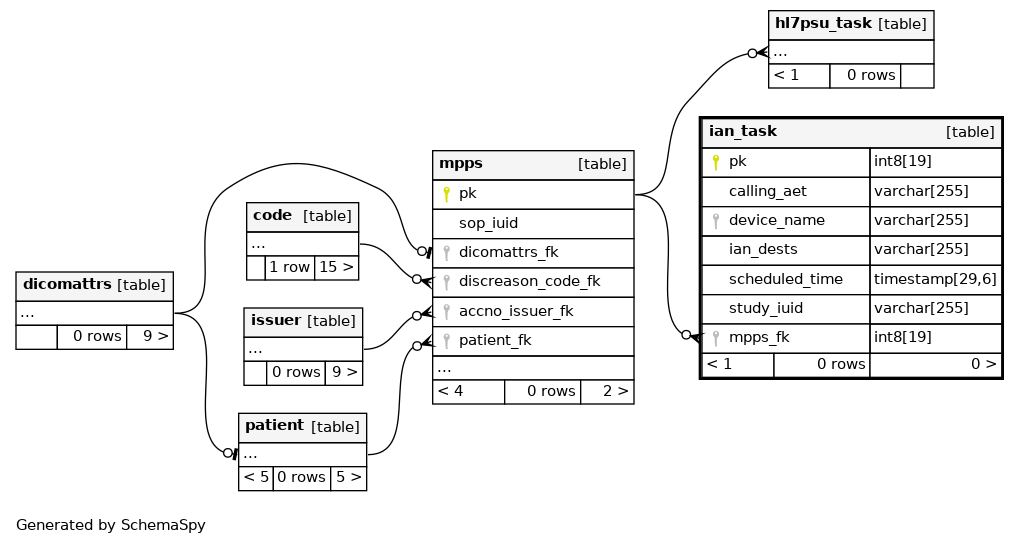 hl7psu_task [table]
...
< 1 0 rows
ian_task [table]
pk int8[19]
calling_aet varchar[255]
device_name varchar[255]
ian_dests varchar[255]
scheduled_time timestamp[29,6]
study_iuid varchar[255]
mpps_fk int8[19]
< 1 0 rows 0 >
mpps [table]
pk
sop_iuid
dicomattrs_fk
discreason_code_fk
accno_issuer_fk
patient_fk
...
< 4 0 rows 2 >
code [table]
...
1 row 15 >
dicomattrs [table]
...
0 rows 9 >
issuer [table]
...
0 rows 9 >
patient [table]
...
< 5 0 rows 5 >
Generated by SchemaSpy